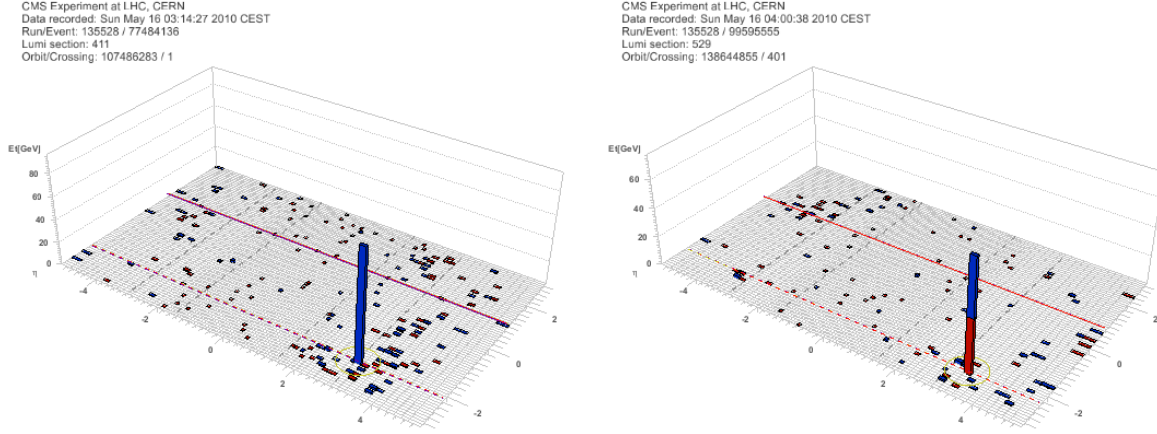 CMS Experiment at LHC, CERN
Data recorded: Sun May 16 03:14:27 2010 CEST
Run/Event: 135528 / 77484136
Lumi section: 411
Orbit/Crossing: 107486283 / 1
Et[GeV]
80
60
40
20
0
η
-4
-2
0
2
4
2
0
-2
CMS Experiment at LHC, CERN
Data recorded: Sun May 16 04:00:38 2010 CEST
Run/Event: 135528 / 99595555
Lumi section: 529
Orbit/Crossing: 138644855 / 401
Et[GeV]
60
40
20
0
η
-4
-2
0
2
4
2
0
-2